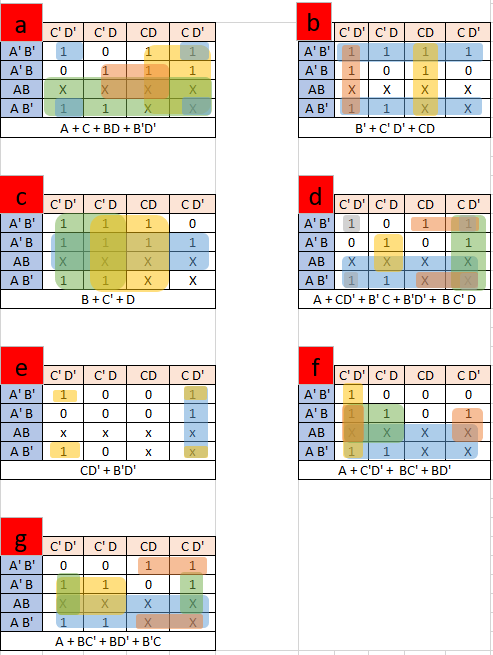 a
C' D' C' D CD C D'
A' B' 1 0 1 1
A' B 0 1 1 1
AB X X X X
A B' 1 1 X X
A + C + BD + B'D'
b
C' D' C' D CD C D'
A' B' 1 1 1 1
A' B 1 0 1 0
AB X X X X
A B' 1 1 X X
B' + C' D' + CD
c
C' D' C' D CD C D'
A' B' 1 1 1 0
A' B 1 1 1 1
AB X X X X
A B' 1 1 X X
B + C' + D
d
C' D' C' D CD C D'
A' B' 1 0 1 1
A' B 0 1 0 1
AB X X X X
A B' 1 1 X X
A + CD' + B' C + B'D' + B C' D
e
C' D' C' D CD C D'
A' B' 1 0 0 1
A' B 0 0 0 1
AB x x x x
A B' 1 0 x x
CD' + B'D'
f
C' D' C' D CD C D'
A' B' 1 0 0 0
A' B 1 1 0 1
AB X X X X
A B' 1 1 X X
A + C'D' + BC' + BD'
g
C' D' C' D CD C D'
A' B' 0 0 1 1
A' B 1 1 0 1
AB X X X X
A B' 1 1 X X
A + BC' + BD' + B'C